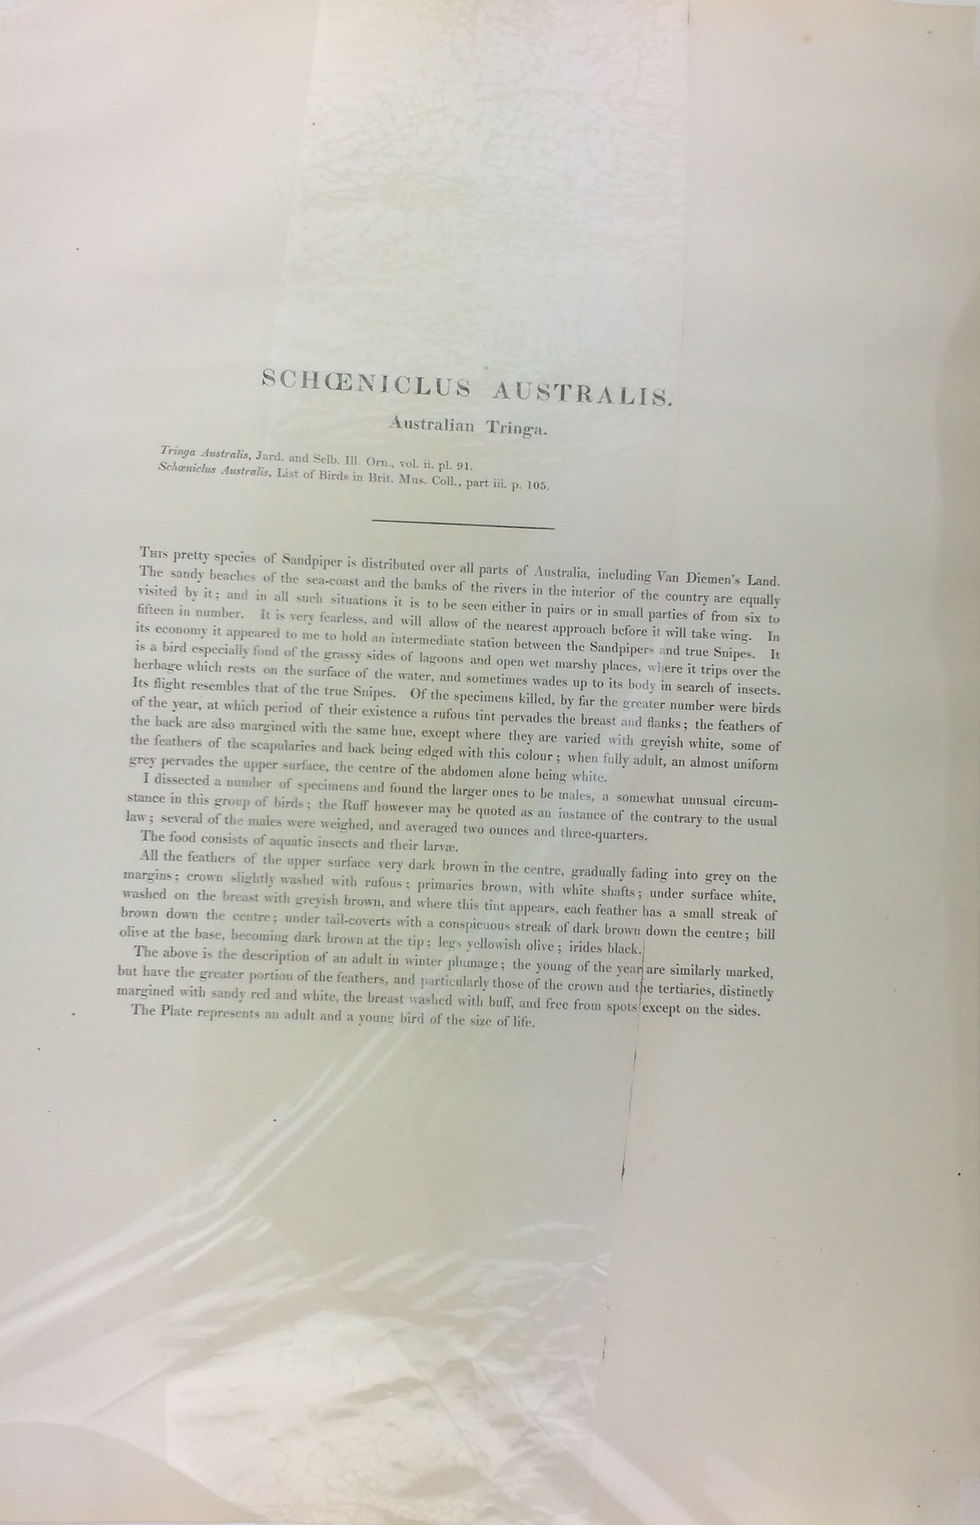 SCHŒNICLUS AUSTRALIS.
Australian Tringa.
Tringa Australis, Jard. and Selb. Ill. Orn., vol. ii. pl. 91.
Schœniclus Australis, List of Birds in Brit. Mus. Coll., part iii. p. 105.
This pretty species of Sandpiper is distributed over all parts of Australia, including Van Diemen's Land.
The sandy beaches of the sea-coast and the banks of the rivers in the interior of the country are equally
visited by it; and in all such situations it is to be seen either in pairs or in small parties of from six to
fifteen in number. It is very fearless, and will allow of the nearest approach before it will take wing. In
its economy it appeared to me to hold an intermediate station between the Sandpipers and true Snipes. It
is a bird especially fond of the grassy sides of lagoons and open wet marshy places, where it trips over the
herbage which rests on the surface of the water, and sometimes wades up to its body in search of insects.
Its flight resembles that of the true Snipes. Of the specimens killed, by far the greater number were birds
of the year, at which period of their existence a rufous tint pervades the breast and flanks; the feathers of
the back are also margined with the same hue, except where they are varied with greyish white, some of
the feathers of the scapularies and back being edged with this colour; when fully adult, an almost uniform
grey pervades the upper surface, the centre of the abdomen alone being white.
I dissected a number of specimens and found the larger ones to be males, a somewhat unusual circum-
stance in this group of birds; the Ruff however may be quoted as an instance of the contrary to the usual
law; several of the males were weighed, and averaged two ounces and three-quarters.
The food consists of aquatic insects and their larvæ.
All the feathers of the upper surface very dark brown in the centre, gradually fading into grey on the
margins; crown slightly washed with rufous; primaries brown, with white shafts; under surface white,
washed on the breast with greyish brown, and where this tint appears, each feather has a small streak of
brown down the centre; under tail-coverts with a conspicuous streak of dark brown down the centre; bill
olive at the base, becoming dark brown at the tip; legs yellowish olive; irides black.
The above is the description of an adult in winter plumage; the young of the year are similarly marked,
but have the greater portion of the feathers, and particularly those of the crown and the tertiaries, distinctly
margined with sandy red and white, the breast washed with buff, and free from spots except on the sides.
The Plate represents an adult and a young bird of the size of life.